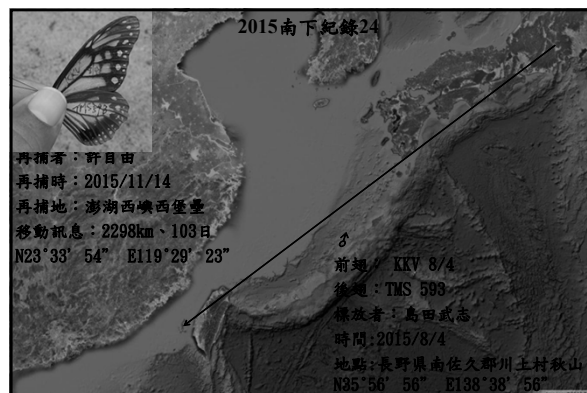 2015南下紀錄24
再捕者：許自由
再捕時：2015/11/14
再捕地：澎湖西嶼西堡壘
移動訊息：2298km、103日
N23°33' 54” E119°29' 23”
♂
前翅： KKV 8/4
後翅：TMS 593
標放者：島田武志
時間:2015/8/4
地點:長野県南佐久郡川上村秋山
N35°56' 56” E138°38' 56”